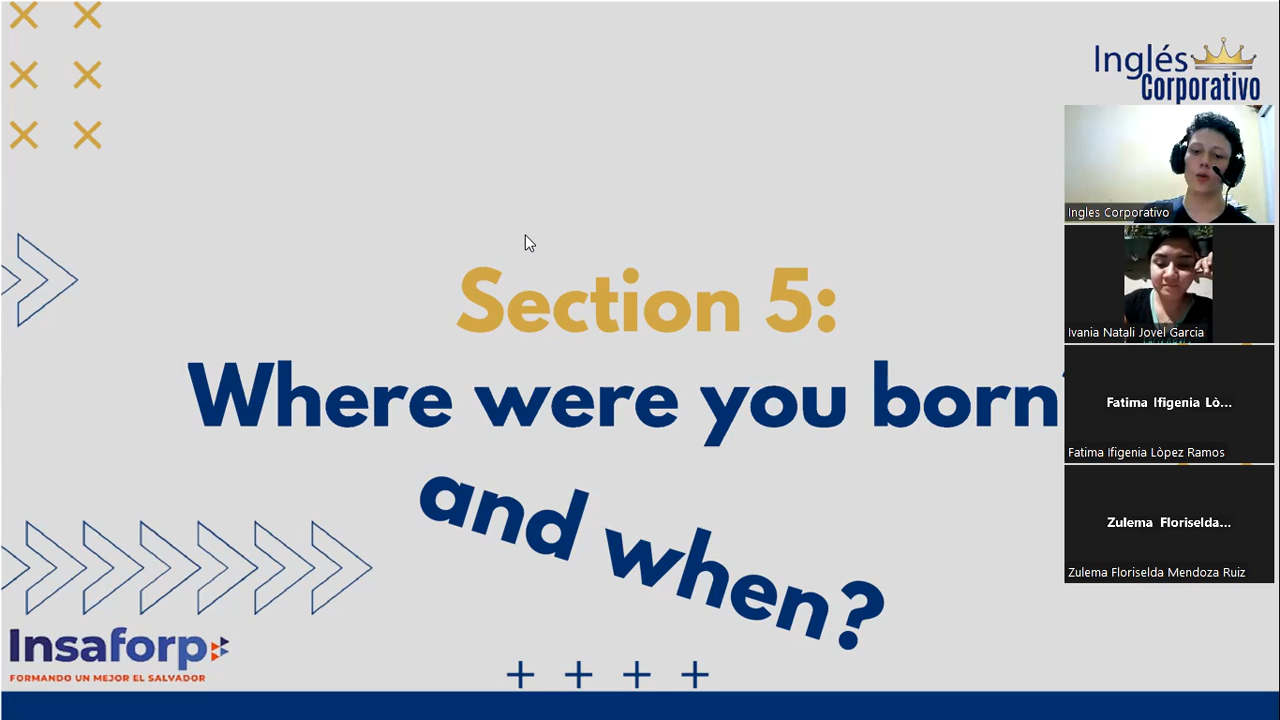 Inglés
Corporativo
Section 5:
Where were you born?
and when?
Ingles Corporativo
Ivania Natali Jovel Garcia
Fatima Ifigenia Lò...
Fatima Ifigenia Lòpez Ramos
Zulema Floriselda...
Zulema Floriselda Mendoza Ruiz
Insaforp
FORMANDO UN MEJOR EL SALVADOR